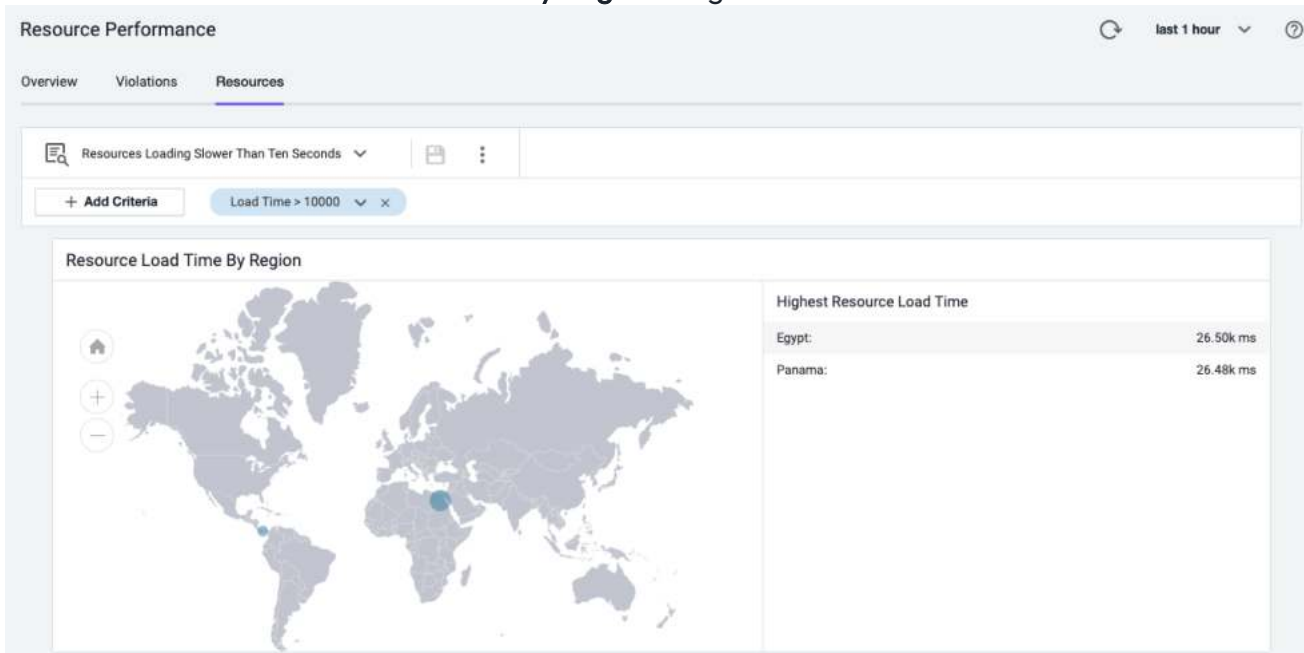 Resource Performance
last 1 hour
Overview Violations Resources
Resources Loading Slower Than Ten Seconds
+ Add Criteria Load Time > 10000 ×
Resource Load Time By Region
Highest Resource Load Time
Egypt: 26.50k ms
Panama: 26.48k ms